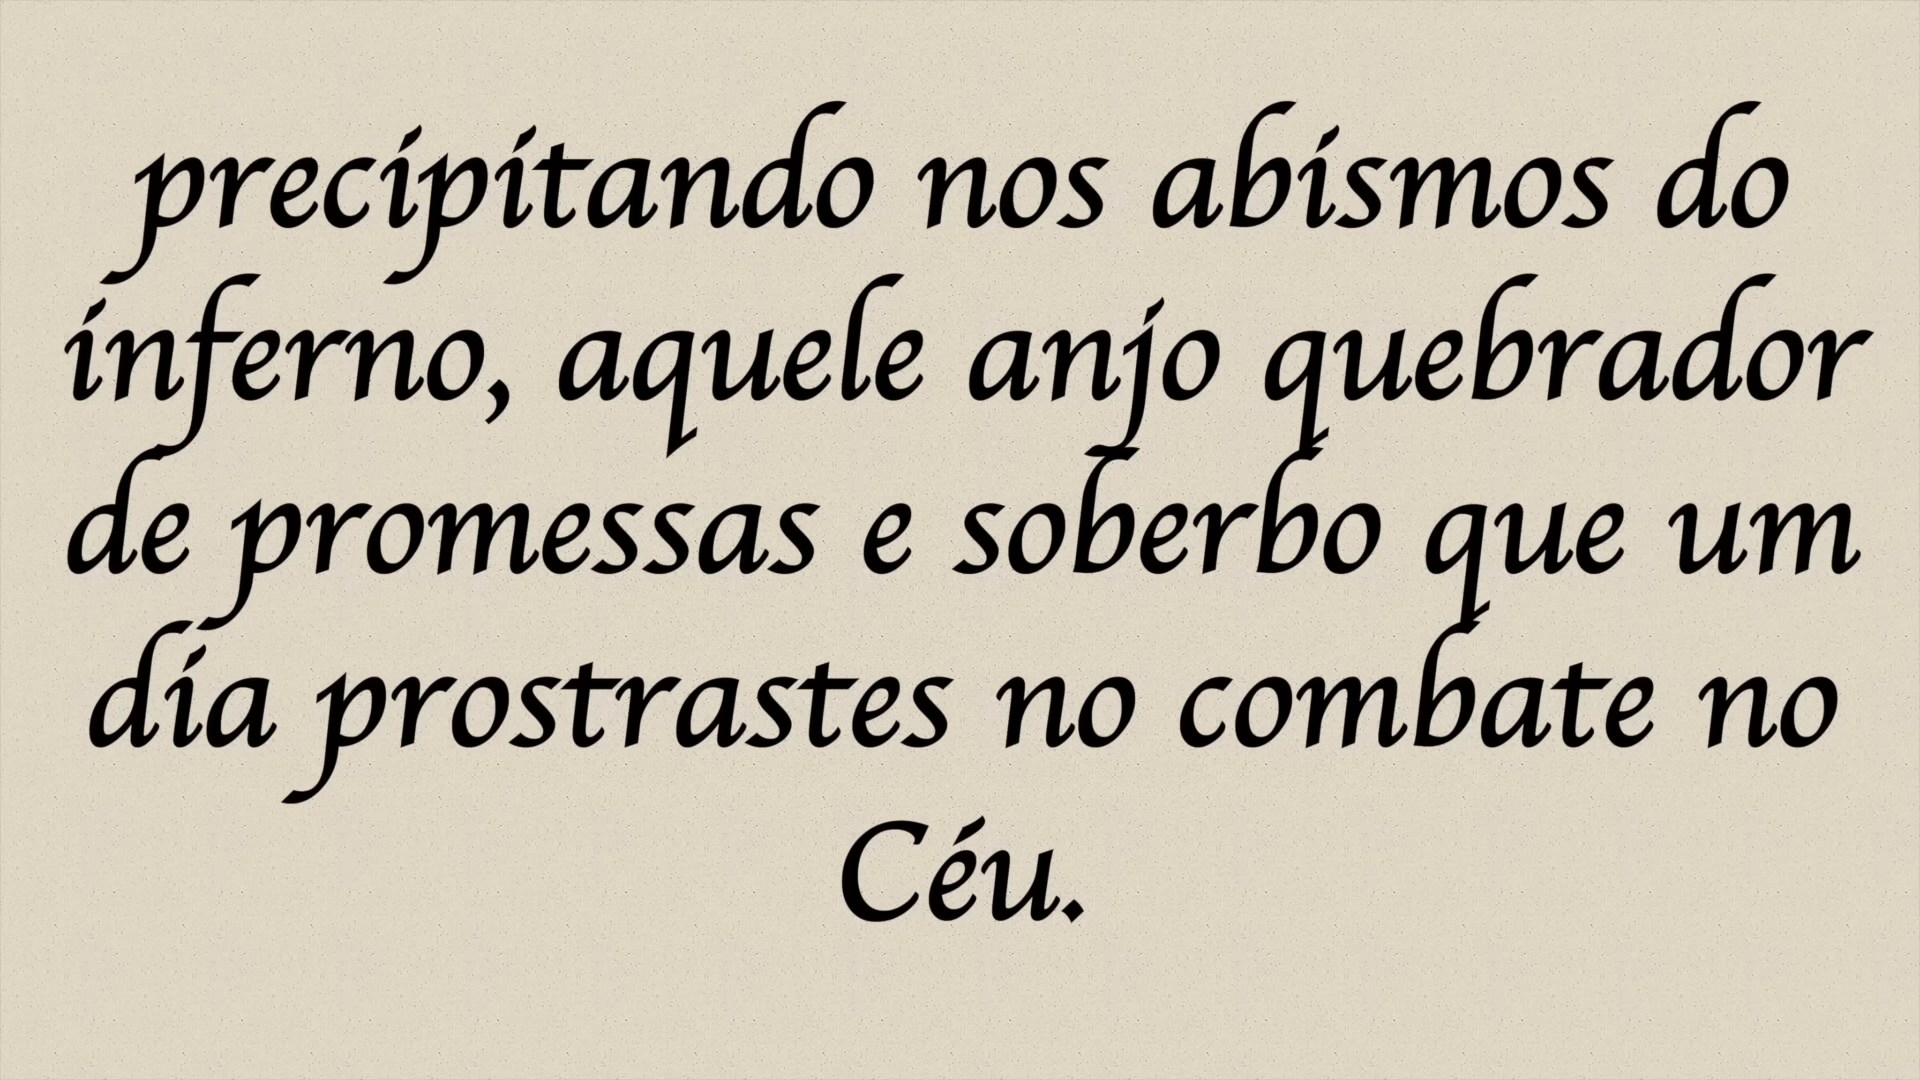 precipitando nos abismos do
inferno, aquele anjo quebrador
de promessas e soberbo que um
dia prostrastes no combate no
Céu.